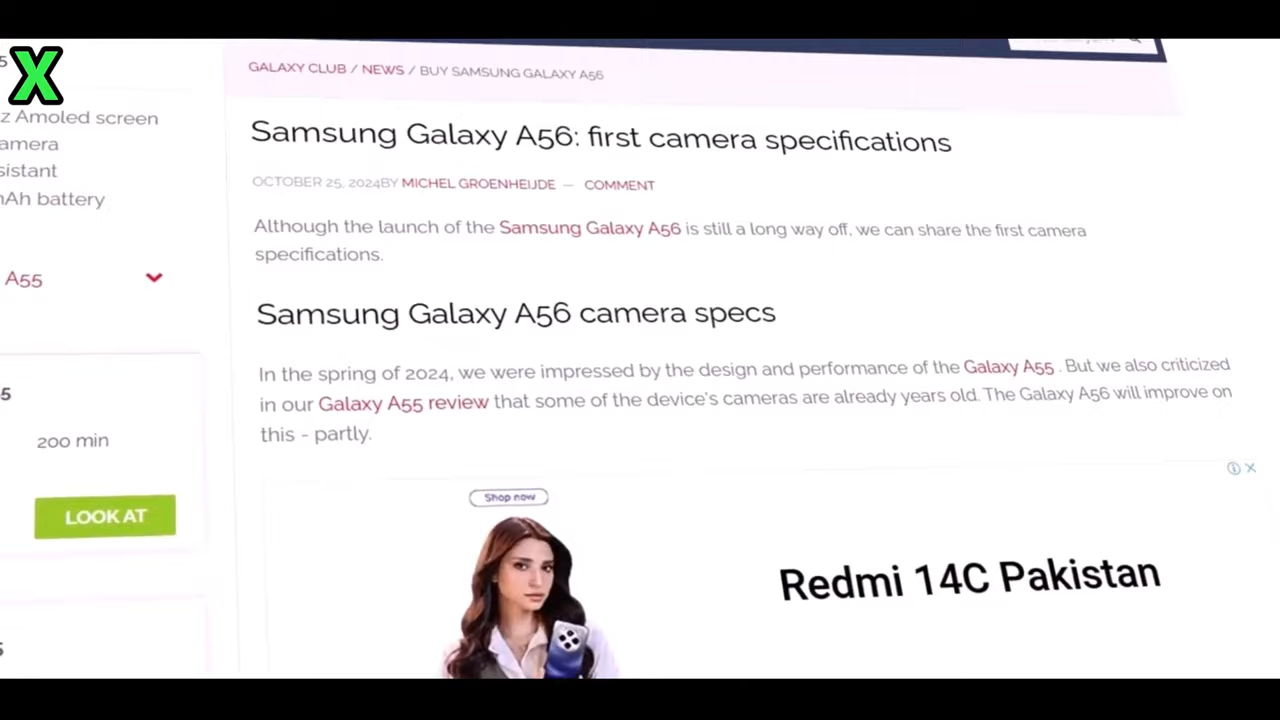 X
GALAXY CLUB / NEWS / BUY SAMSUNG GALAXY A56
Samsung Galaxy A56: first camera specifications
OCTOBER 25, 2024BY MICHEL GROENHEIJDE — COMMENT
Although the launch of the Samsung Galaxy A56 is still a long way off, we can share the first camera
specifications.
Samsung Galaxy A56 camera specs
In the spring of 2024, we were impressed by the design and performance of the Galaxy A55 . But we also criticized
in our Galaxy A55 review that some of the device's cameras are already years old. The Galaxy A56 will improve on
this - partly.
5
z Amoled screen
amera
sistant
nAh battery
A55
5
200 min
LOOK AT
5
Shop now
Redmi 14C Pakistan